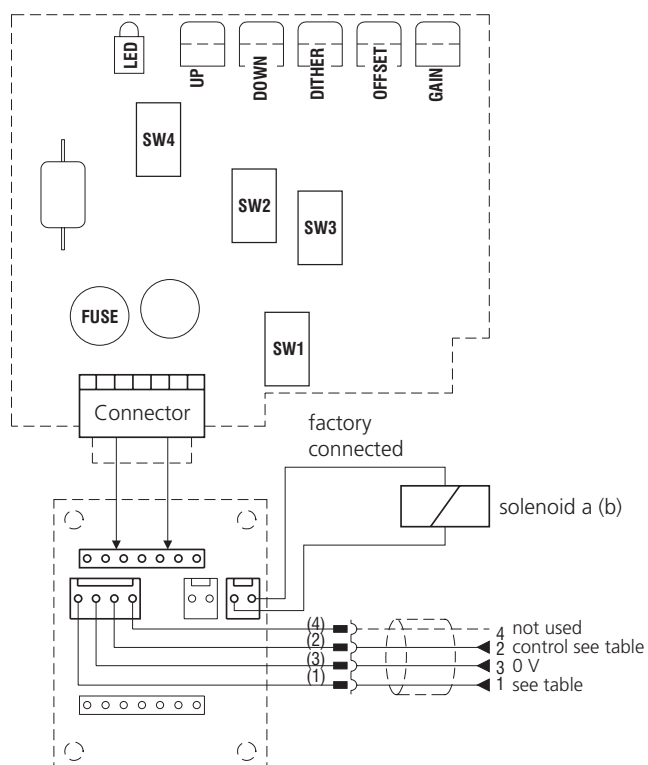 LED
UP
DOWN
DITHER
OFFSET
GAIN
SW4
SW2
SW3
FUSE
SW1
Connector
factory
connected
solenoid a (b)
(4)
4 not used
(2)
2 control see table
(3)
3 0 V
(1)
1 see table